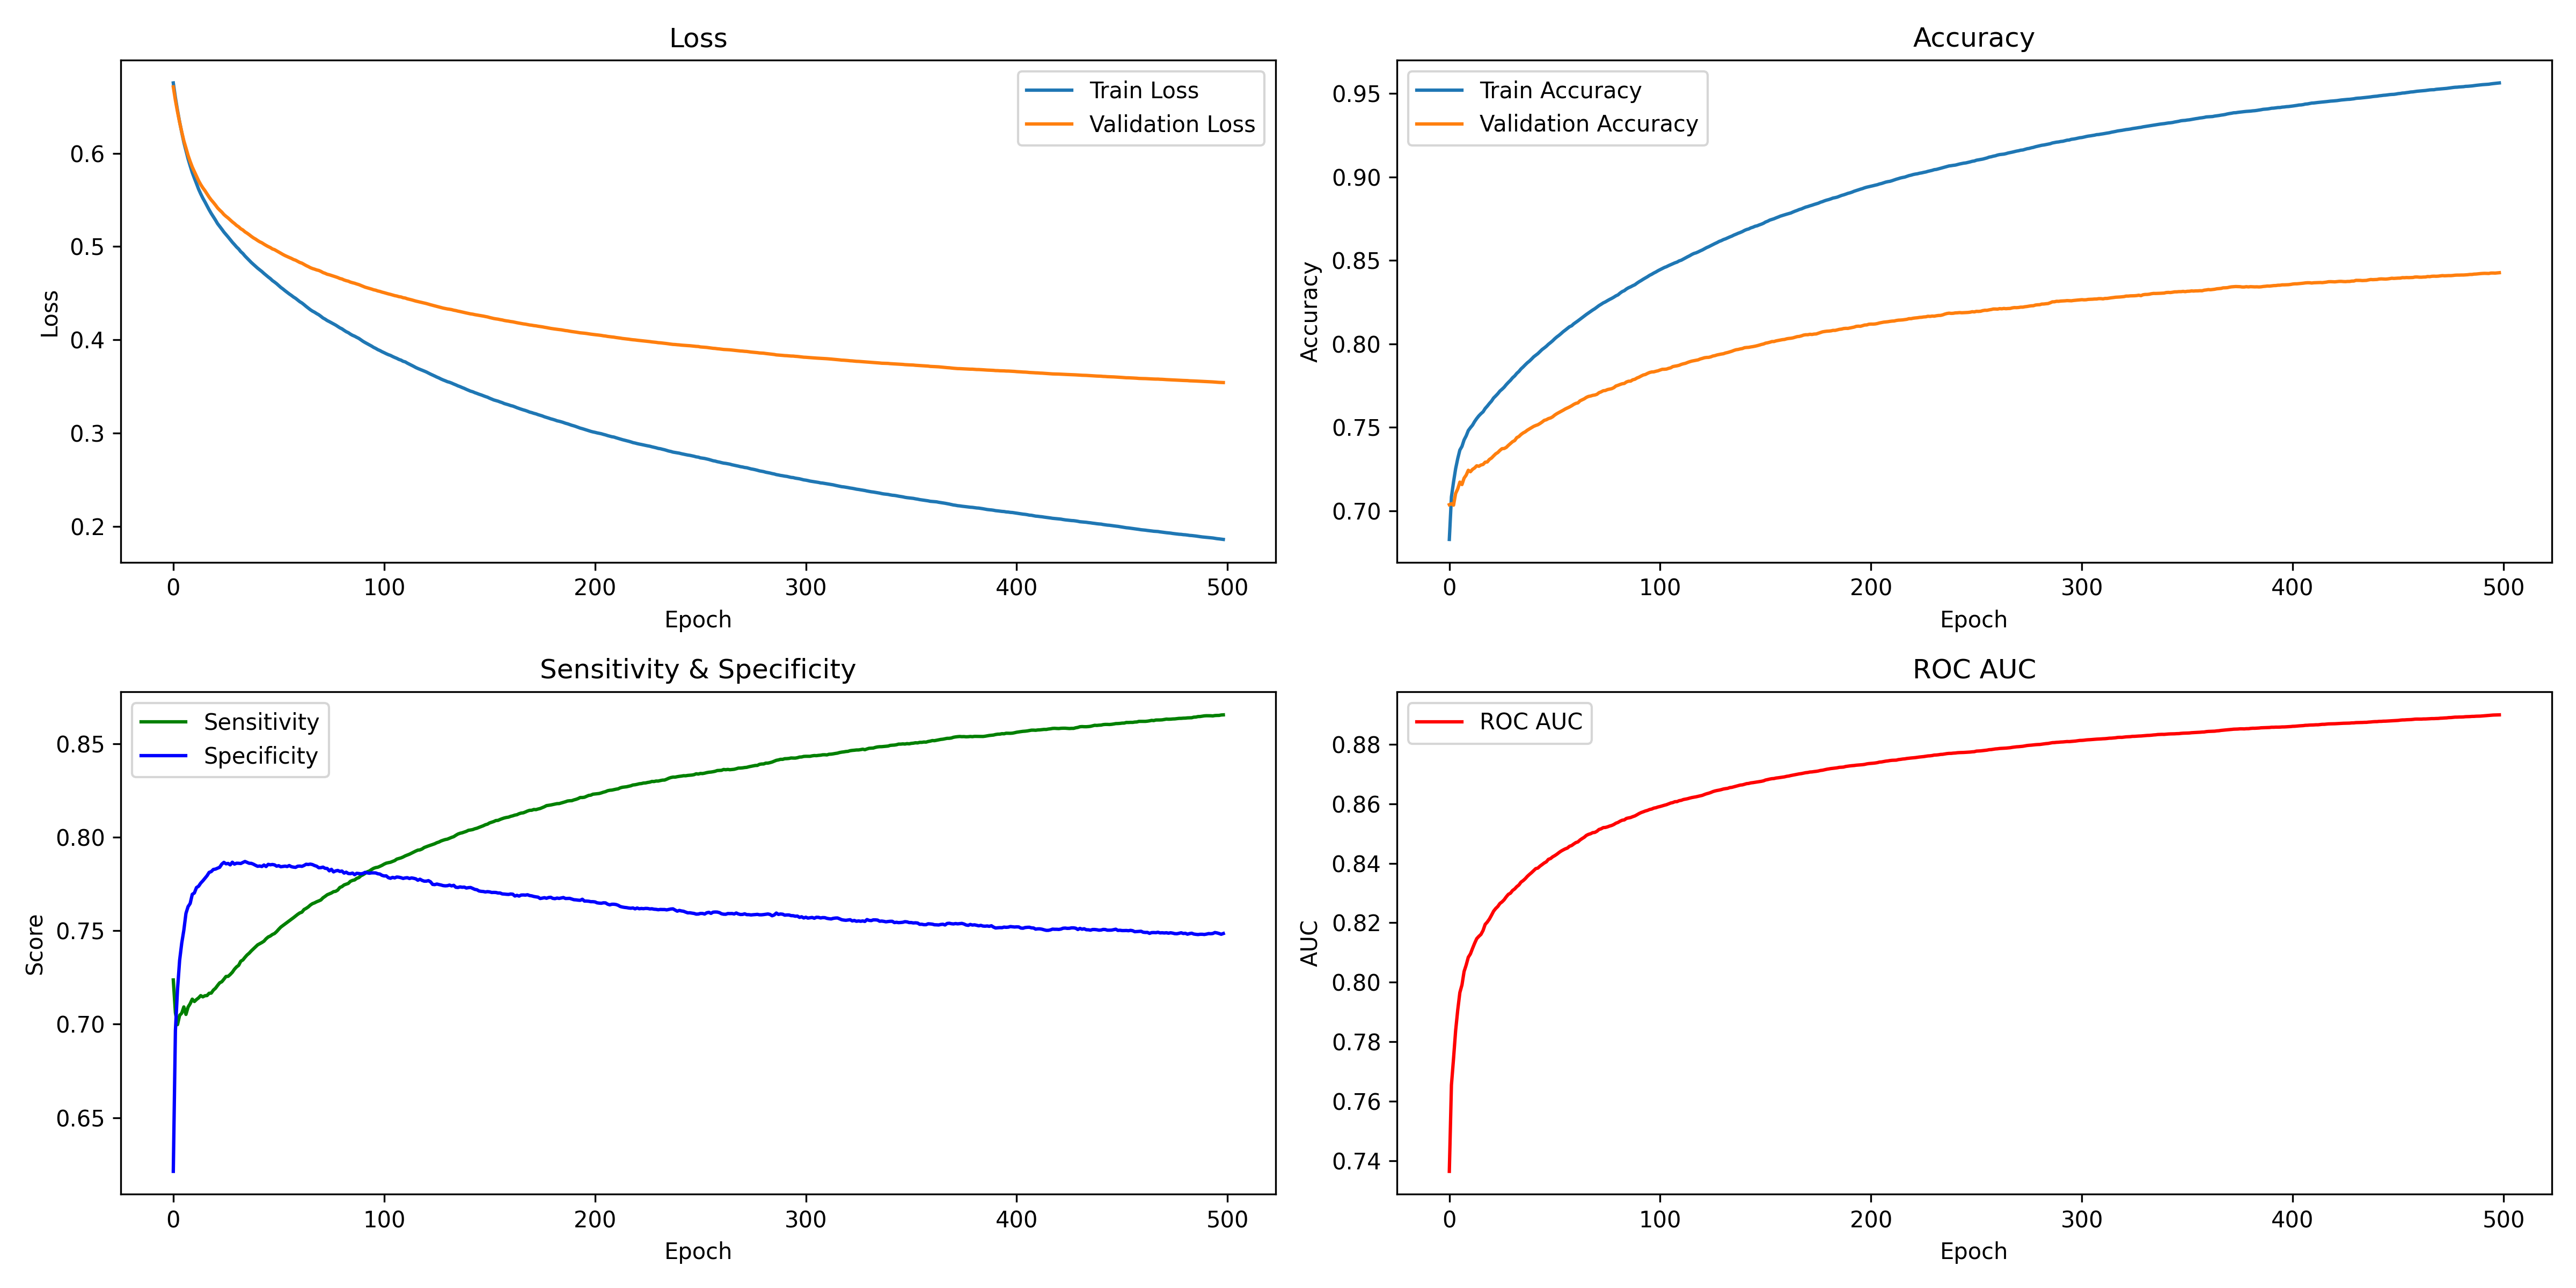 Loss
Train Loss
Validation Loss
0.6
0.5
0.4
0.3
0.2
Loss
0 100 200 300 400 500
Epoch
Accuracy
Train Accuracy
Validation Accuracy
0.95
0.90
0.85
0.80
0.75
0.70
Accuracy
0 100 200 300 400 500
Epoch
Sensitivity & Specificity
Sensitivity
Specificity
0.85
0.80
0.75
0.70
0.65
Score
0 100 200 300 400 500
Epoch
ROC AUC
ROC AUC
0.88
0.86
0.84
0.82
0.80
0.78
0.76
0.74
AUC
0 100 200 300 400 500
Epoch